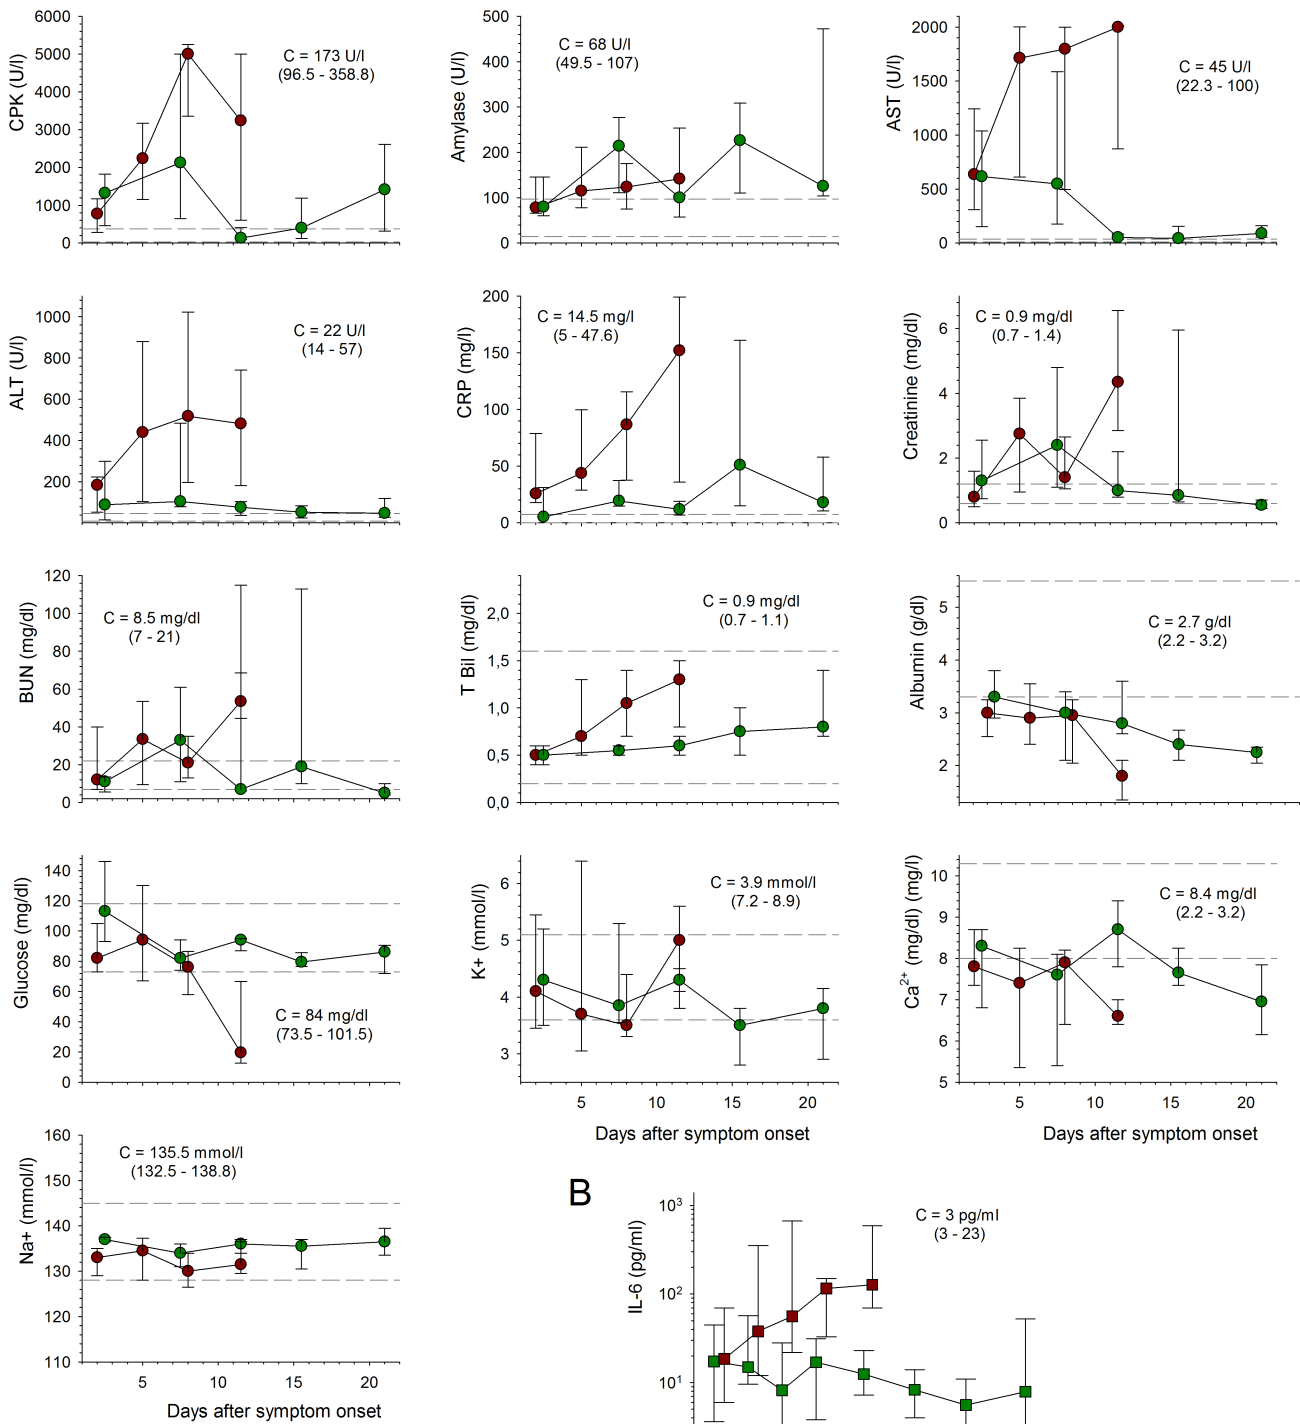 6000
5000
4000
3000
2000
1000
0
CPK (U/l)
C = 173 U/l
(96.5 - 358.8)
500
400
300
200
100
0
Amylase (U/l)
C = 68 U/l
(49.5 - 107)
2000
1500
1000
500
0
AST (U/l)
C = 45 U/l
(22.3 - 100)
1000
800
600
400
200
ALT (U/l)
C = 22 U/l
(14 - 57)
200
150
100
50
0
CRP (mg/l)
C = 14.5 mg/l
(5 - 47.6)
6
4
2
0
Creatinine (mg/dl)
C = 0.9 mg/dl
(0.7 - 1.4)
120
100
80
60
40
20
0
BUN (mg/dl)
C = 8.5 mg/dl
(7 - 21)
2,0
1,5
1,0
0,5
0,0
T Bil (mg/dl)
C = 0.9 mg/dl
(0.7 - 1.1)
5
4
3
2
Albumin (g/dl)
C = 2.7 g/dl
(2.2 - 3.2)
140
120
100
80
60
40
20
0
Glucose (mg/dl)
C = 84 mg/dl
(73.5 - 101.5)
6
5
4
3
K+ (mmol/l)
C = 3.9 mmol/l
(7.2 - 8.9)
5 10 15 20
Days after symptom onset
10
9
8
7
6
5
Ca²⁺ (mg/dl) (mg/l)
C = 8.4 mg/dl
(2.2 - 3.2)
5 10 15 20
Days after symptom onset
160
150
140
130
120
110
Na+ (mmol/l)
C = 135.5 mmol/l
(132.5 - 138.8)
5 10 15 20
Days after symptom onset
B
10³
10²
10¹
IL-6 (pg/ml)
C = 3 pg/ml
(3 - 23)